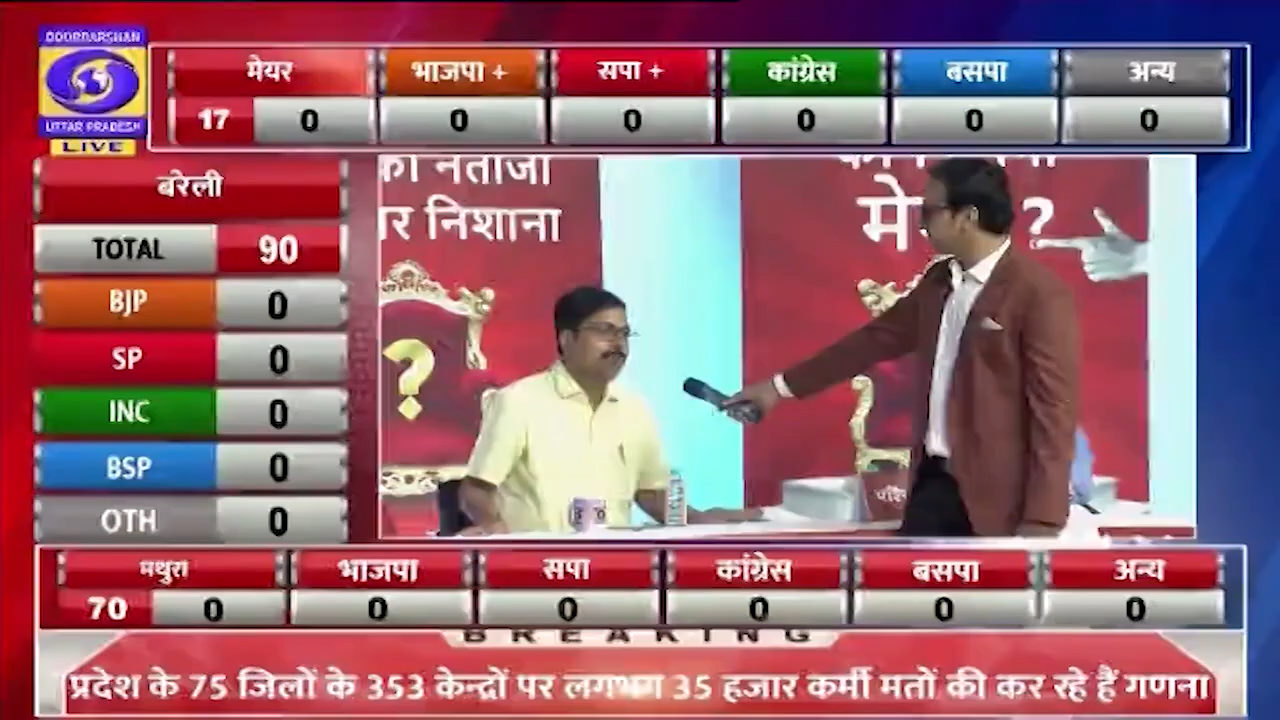 DOORDARSHAN
UTTAR PRADESH
LIVE
मेयर भाजपा + सपा + कांग्रेस बसपा अन्य
17 0 0 0 0 0 0
बरेली
TOTAL 90
BJP 0
SP 0
INC 0
BSP 0
OTH 0
का नतीजा
पर निशाना
?
?
मथुरा भाजपा सपा कांग्रेस बसपा अन्य
70 0 0 0 0 0 0
BREAKING
प्रदेश के 75 जिलों के 353 केन्द्रों पर लगभग 35 हजार कर्मी मतों की कर रहे हैं गणना